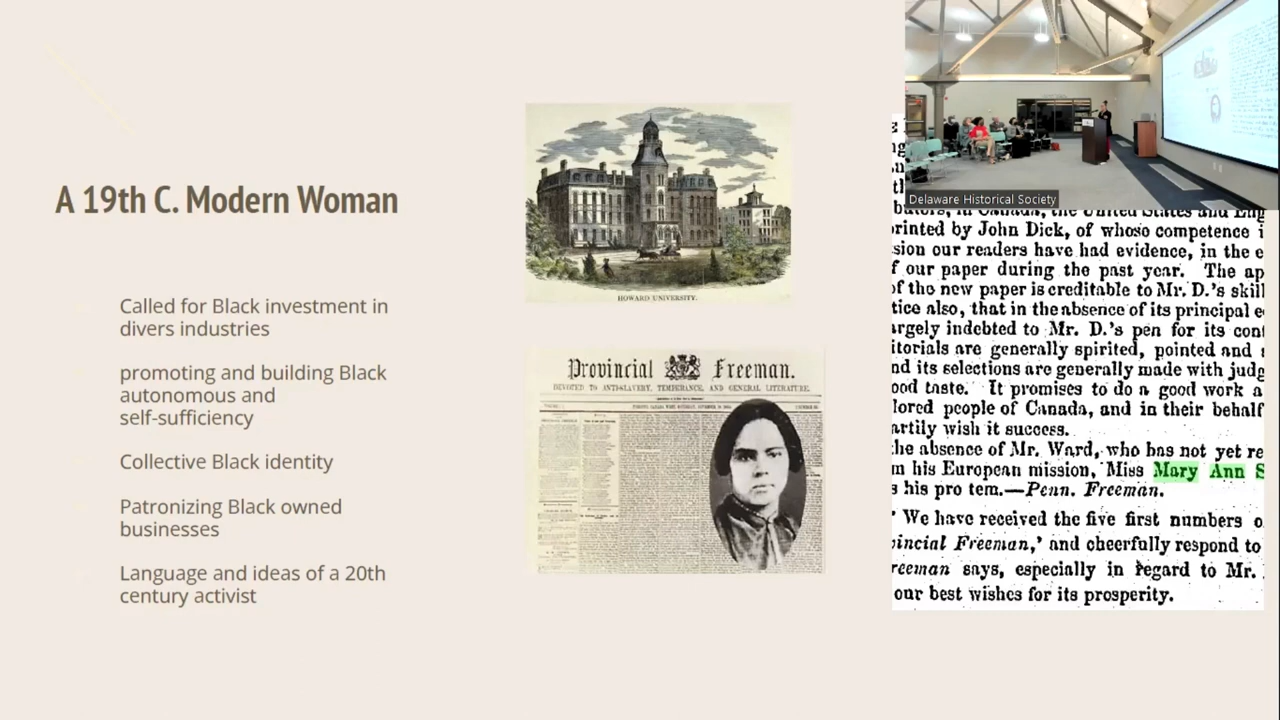 A 19th C. Modern Woman
Called for Black investment in
divers industries
promoting and building Black
autonomous and
self-sufficiency
Collective Black identity
Patronizing Black owned
businesses
Language and ideas of a 20th
century activist
HOWARD UNIVERSITY.
Provincial Freeman.
DEVOTED TO ANTI-SLAVERY, TEMPERANCE, AND GENERAL LITERATURE.
Delaware Historical Society
in Canada, the United States and Eng
rinted by John Dick, of whose competence i
sion our readers have had evidence, in the e
f our paper during the past year. The ap
of the new paper is creditable to Mr. D.'s skill
tice also, that in the absence of its principal e
argely indebted to Mr. D.'s pen for its con
itorials are generally spirited, pointed and
nd its selections are generally made with judg
ood taste. It promises to do a good work a
lored people of Canada, and in their behalf
artily wish it success.
he absence of Mr. Ward, who has not yet re
m his European mission, Miss Mary Ann S
s his pro tem.—Penn. Freeman.
We have received the five first numbers o
vincial Freeman,' and cheerfully respond to
reeman says, especially in regard to Mr.
our best wishes for its prosperity.